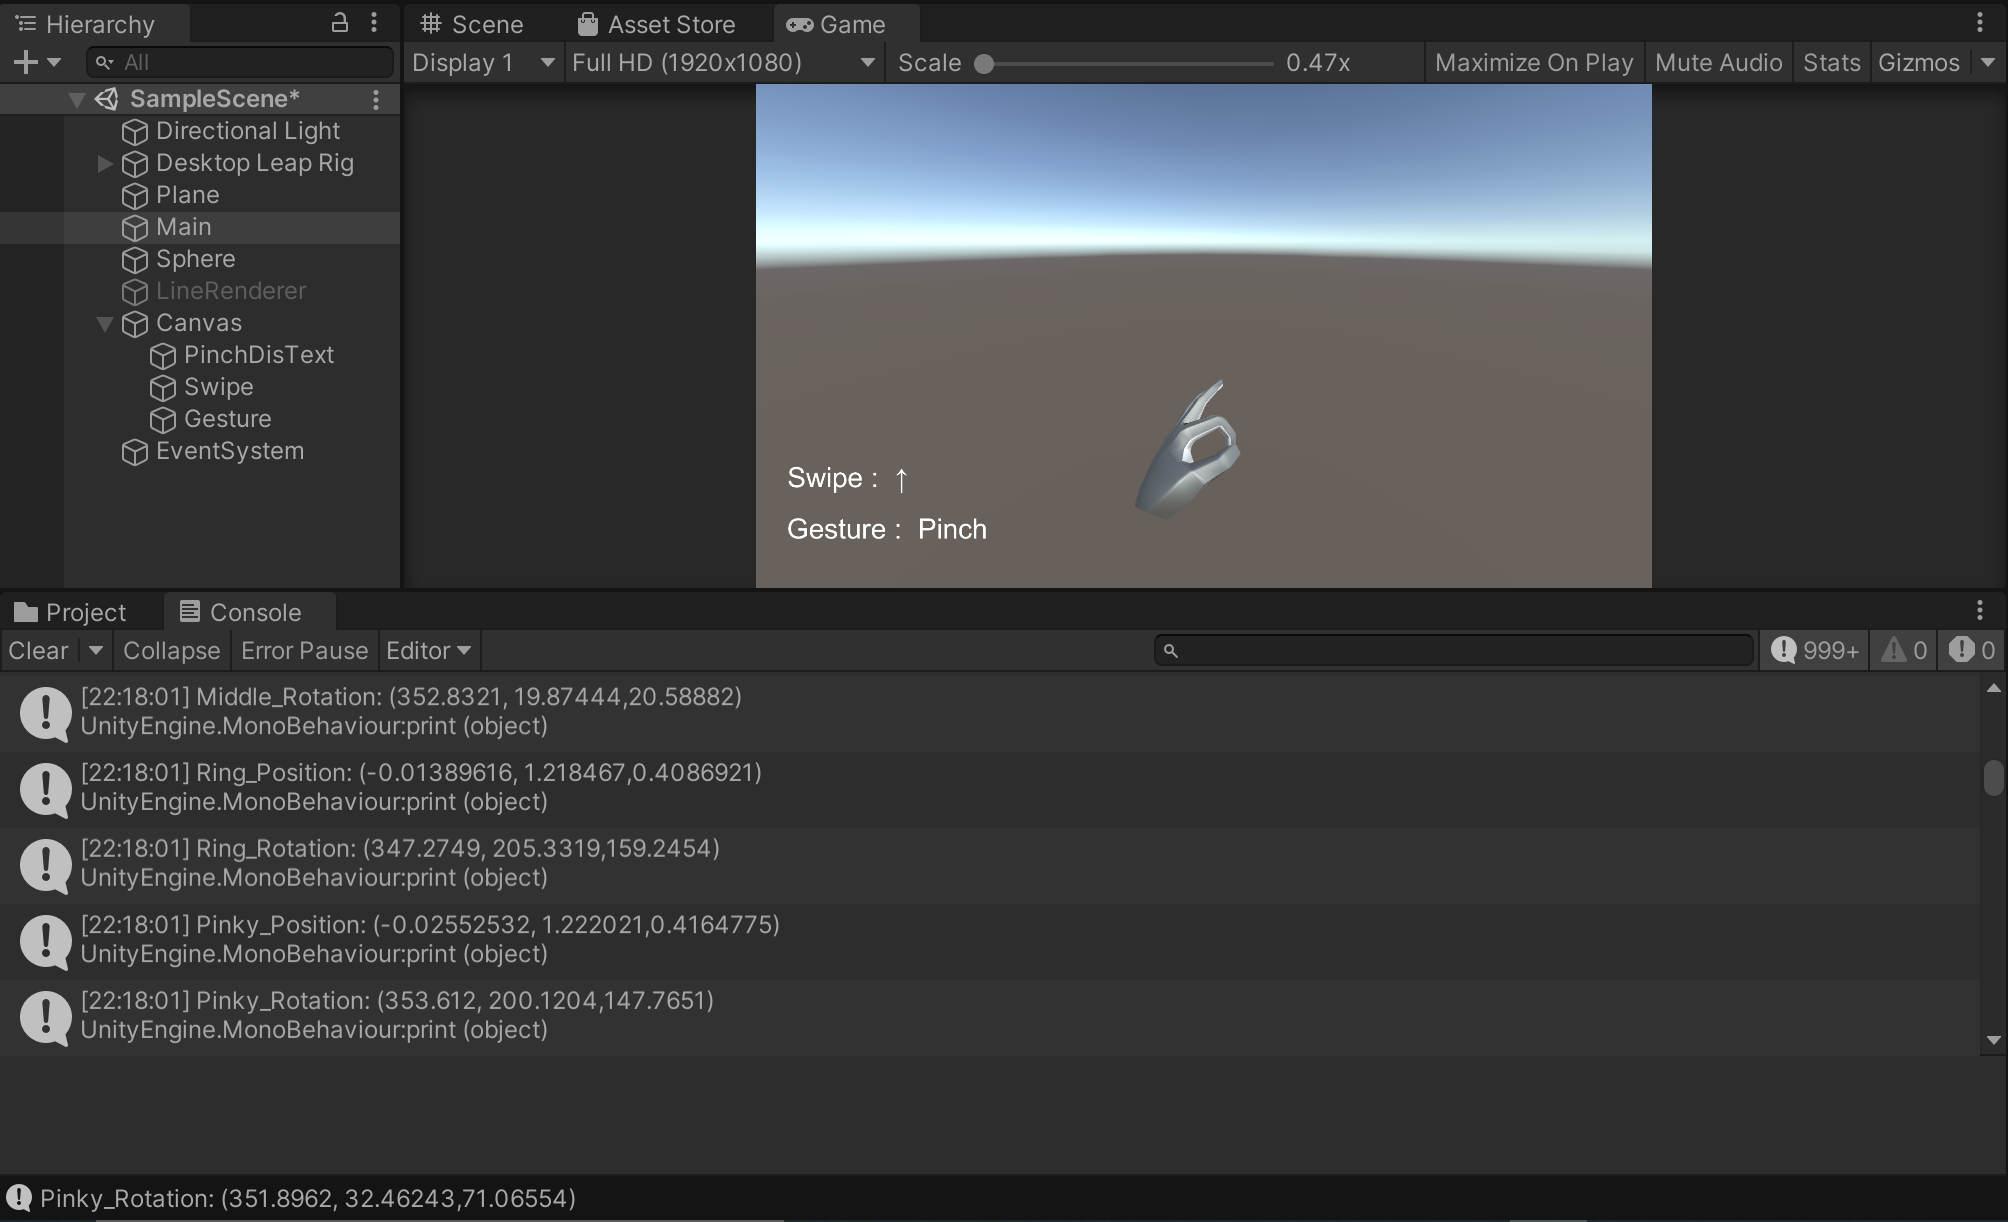 Hierarchy
All
SampleScene*
Directional Light
Desktop Leap Rig
Plane
Main
Sphere
LineRenderer
Canvas
PinchDisText
Swipe
Gesture
EventSystem
Scene Asset Store Game
Display 1 Full HD (1920x1080) Scale 0.47x Maximize On Play Mute Audio Stats Gizmos
Swipe : ↑
Gesture : Pinch
Project Console
Clear Collapse Error Pause Editor 999+ 0 0
[22:18:01] Middle_Rotation: (352.8321, 19.87444,20.58882)
UnityEngine.MonoBehaviour:print (object)
[22:18:01] Ring_Position: (-0.01389616, 1.218467,0.4086921)
UnityEngine.MonoBehaviour:print (object)
[22:18:01] Ring_Rotation: (347.2749, 205.3319,159.2454)
UnityEngine.MonoBehaviour:print (object)
[22:18:01] Pinky_Position: (-0.02552532, 1.222021,0.4164775)
UnityEngine.MonoBehaviour:print (object)
[22:18:01] Pinky_Rotation: (353.612, 200.1204,147.7651)
UnityEngine.MonoBehaviour:print (object)
Pinky_Rotation: (351.8962, 32.46243,71.06554)